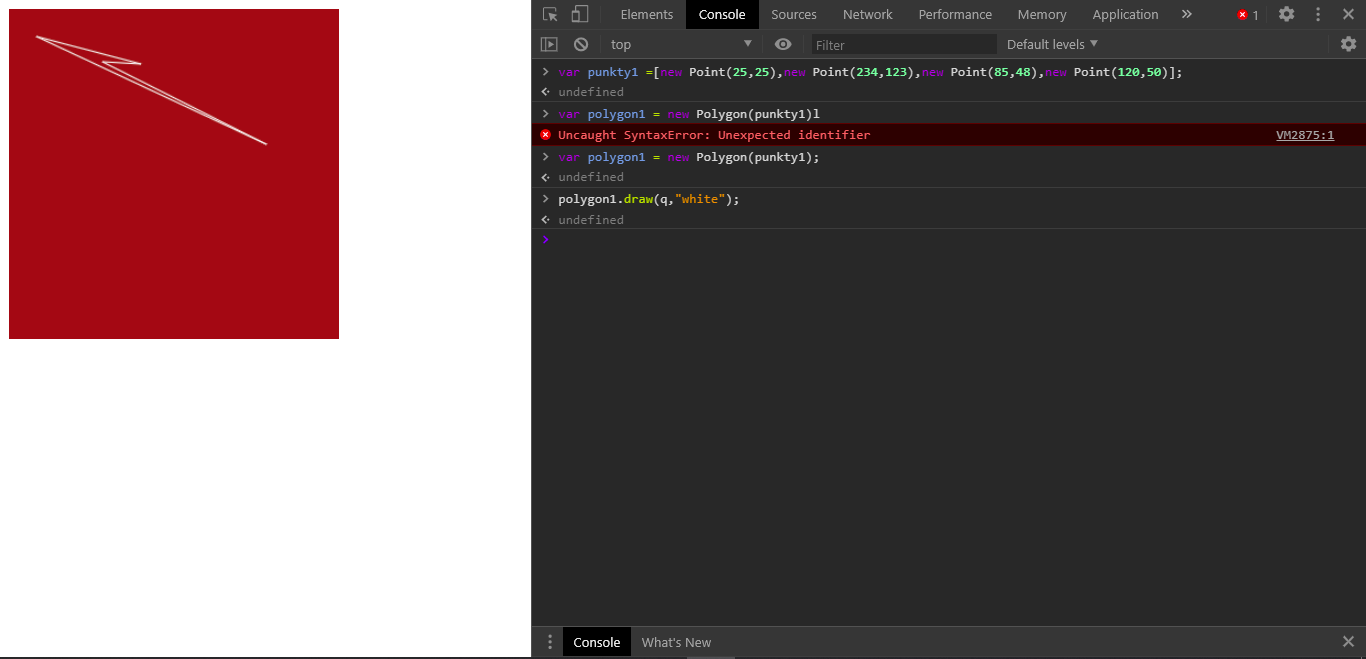 Elements Console Sources Network Performance Memory Application » 1
top Filter Default levels
var punkty1 =[new Point(25,25),new Point(234,123),new Point(85,48),new Point(120,50)];
undefined
var polygon1 = new Polygon(punkty1)l
Uncaught SyntaxError: Unexpected identifier VM2875:1
var polygon1 = new Polygon(punkty1);
undefined
polygon1.draw(q,"white");
undefined
Console What's New